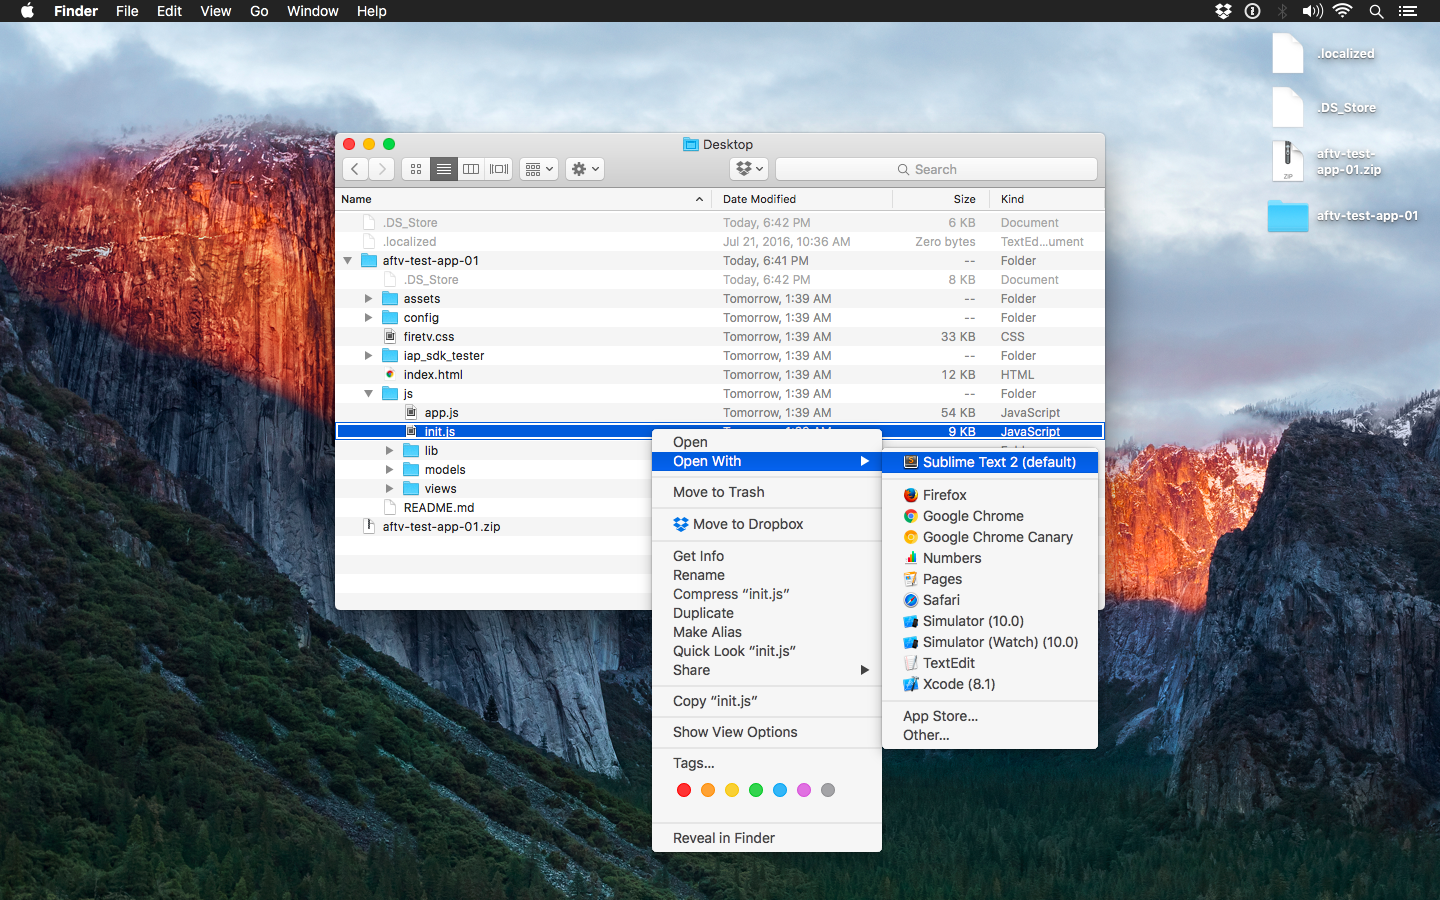 Finder File Edit View Go Window Help
.localized
.DS_Store
aftv-test-
app-01.zip
ZIP
aftv-test-app-01
Desktop
Search
Name Date Modified Size Kind
.DS_Store Today, 6:42 PM 6 KB Document
.localized Jul 21, 2016, 10:36 AM Zero bytes TextEd...ument
aftv-test-app-01 Today, 6:41 PM -- Folder
.DS_Store Today, 6:42 PM 8 KB Document
assets Tomorrow, 1:39 AM -- Folder
config Tomorrow, 1:39 AM -- Folder
firetv.css Tomorrow, 1:39 AM 33 KB CSS
iap_sdk_tester Tomorrow, 1:39 AM -- Folder
index.html Tomorrow, 1:39 AM 12 KB HTML
js Tomorrow, 1:39 AM -- Folder
app.js Tomorrow, 1:39 AM 54 KB JavaScript
init.js 9 KB JavaScript
lib
models
views
README.md
aftv-test-app-01.zip
Open
Open With
Move to Trash
Move to Dropbox
Get Info
Rename
Compress “init.js”
Duplicate
Make Alias
Quick Look “init.js”
Share
Copy “init.js”
Show View Options
Tags...
Reveal in Finder
Sublime Text 2 (default)
Firefox
Google Chrome
Google Chrome Canary
Numbers
Pages
Safari
Simulator (10.0)
Simulator (Watch) (10.0)
TextEdit
Xcode (8.1)
App Store...
Other...